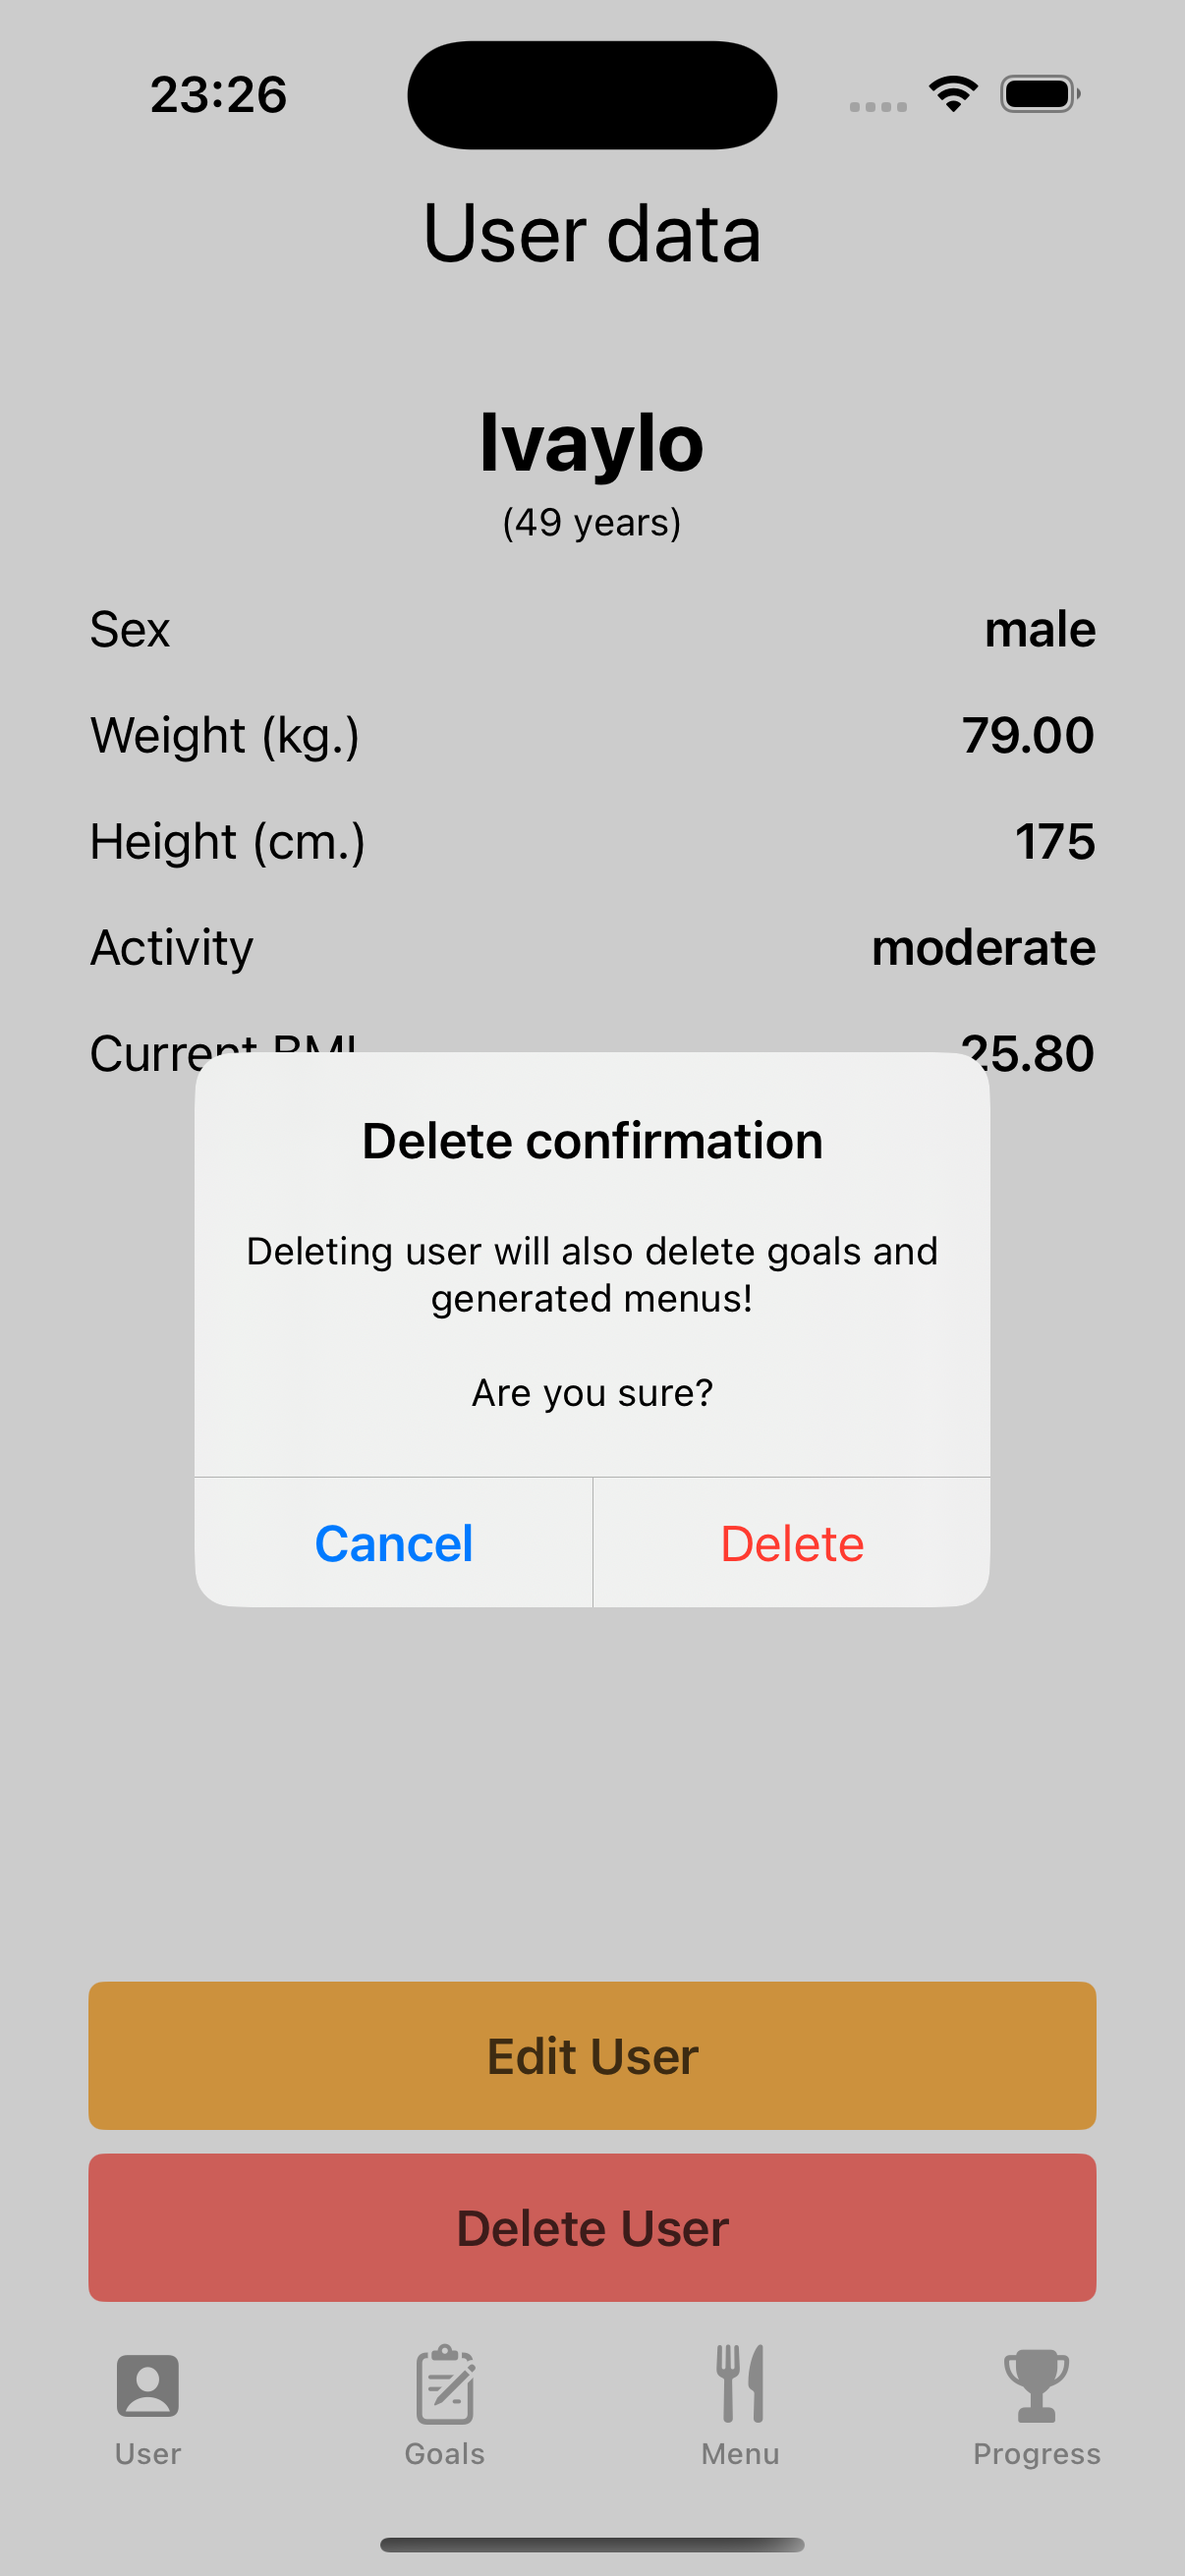 23:26
User data
Ivaylo
(49 years)
Sex male
Weight (kg.) 79.00
Height (cm.) 175
Activity moderate
Current BMI 25.80
Delete confirmation
Deleting user will also delete goals and
generated menus!
Are you sure?
Cancel Delete
Edit User
Delete User
User Goals Menu Progress